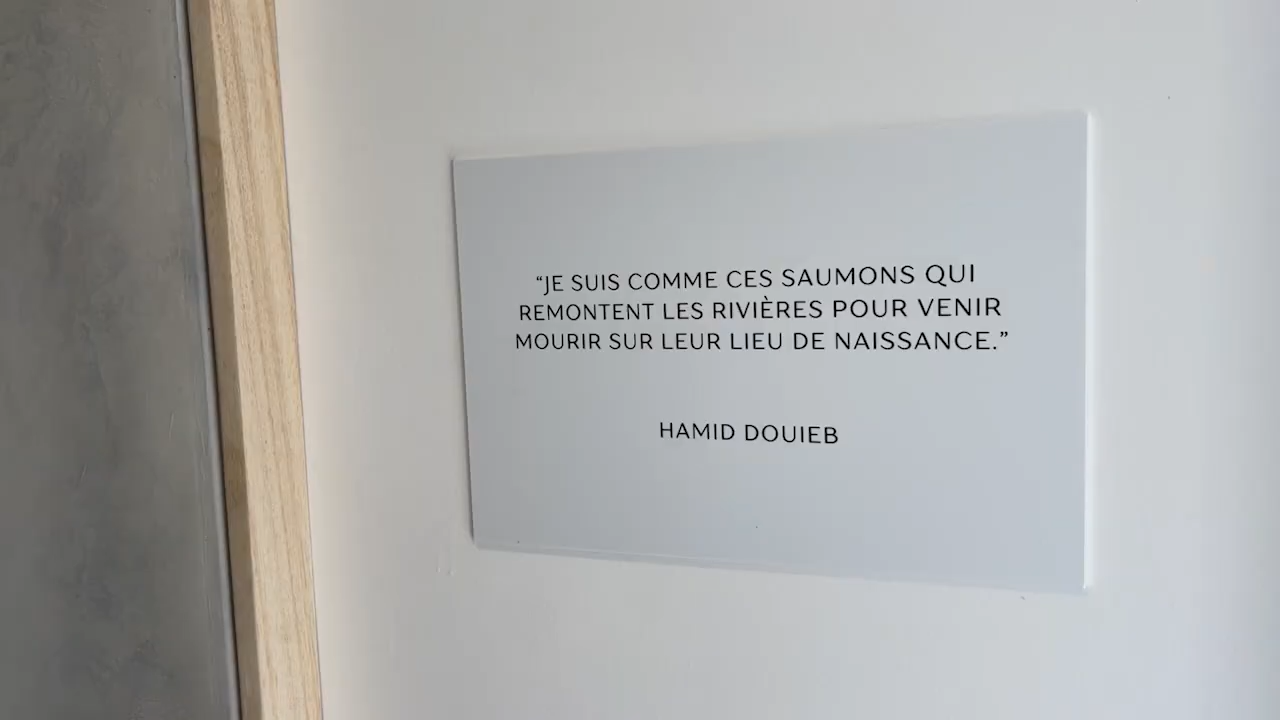 “JE SUIS COMME CES SAUMONS QUI
REMONTENT LES RIVIÈRES POUR VENIR
MOURIR SUR LEUR LIEU DE NAISSANCE.”
HAMID DOUIEB